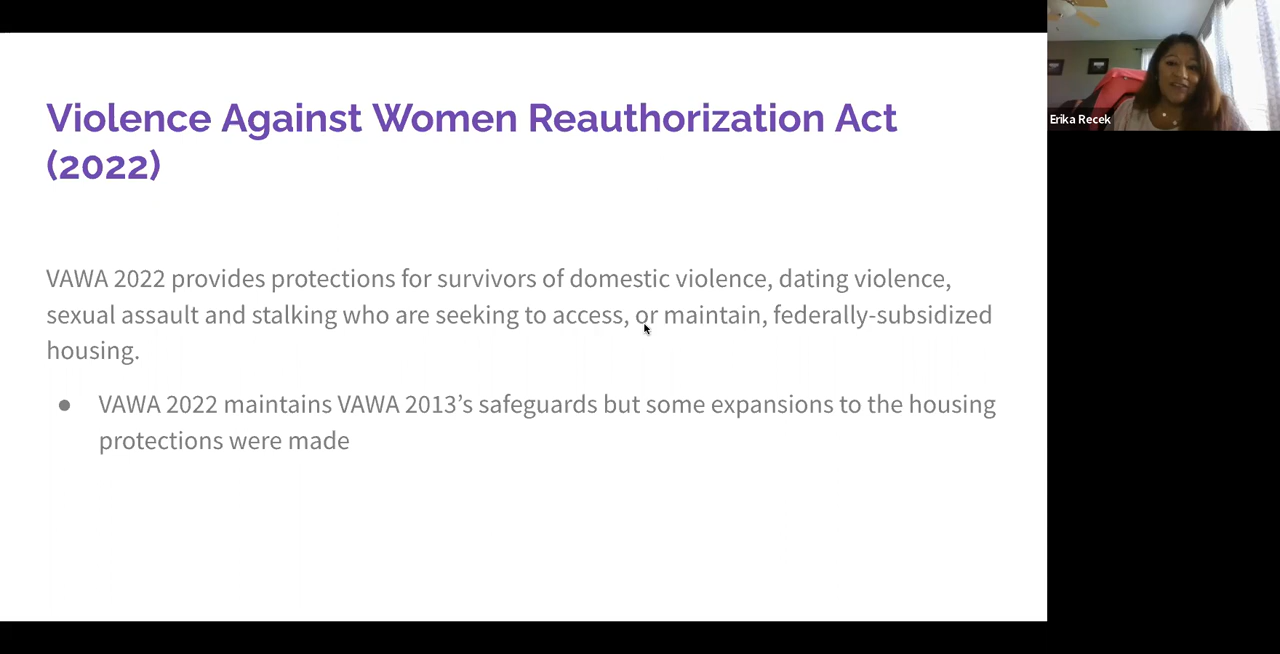 Violence Against Women Reauthorization Act
(2022)
VAWA 2022 provides protections for survivors of domestic violence, dating violence,
sexual assault and stalking who are seeking to access, or maintain, federally-subsidized
housing.
● VAWA 2022 maintains VAWA 2013’s safeguards but some expansions to the housing
protections were made
Erika Recek